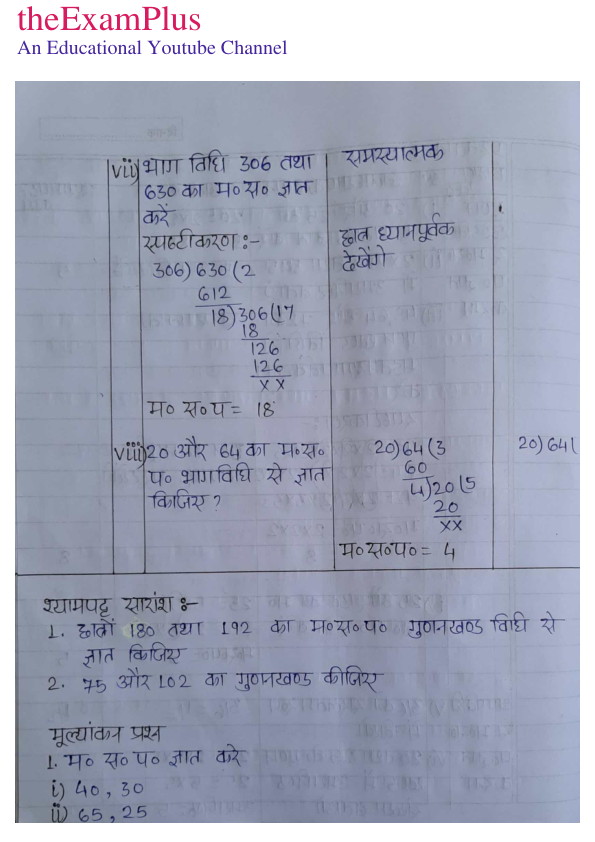 theExamPlus
An Educational Youtube Channel
vii) भाग विधि 306 तथा
630 का म० स० ज्ञात
करें
स्पष्टीकरण :-
306) 630 (2
612
18) 306 (17
18
126
126
x x
म० स० प = 18
समस्यात्मक
छात्र ध्यानपूर्वक
देखेंगे
viii) 20 और 64 का म०स०
प० भागविधि से ज्ञात
किजिए ?
20) 64 (3
60
4) 20 (5
20
xx
म०स०प० = 4
20) 64 (
श्यामपट्ट सारांश :-
1. छात्रों 180 तथा 192 का म०स०प० गुणनखण्ड विधि से
ज्ञात किजिए
2. 75 और 102 का गुणनखण्ड कीजिए
मूल्यांकन प्रश्न
1. म० स० प० ज्ञात करे
i) 40, 30
ii) 65, 25